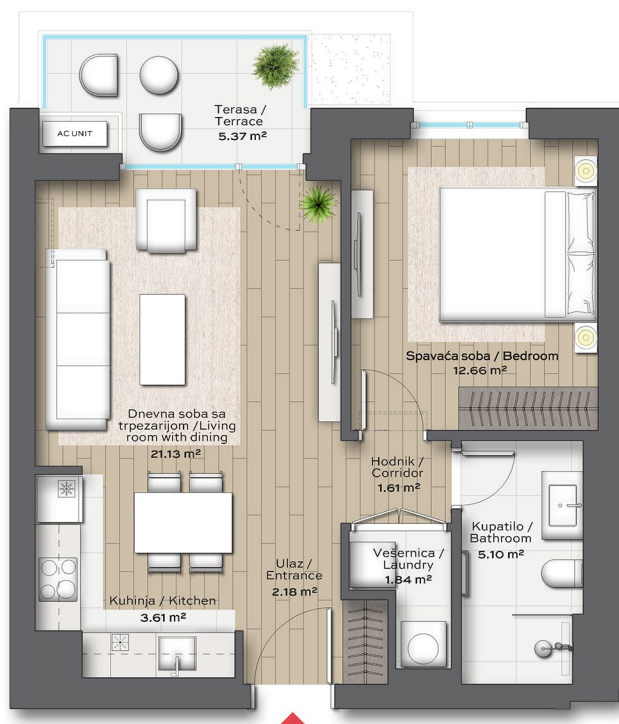 Terasa /
Terrace
5.37 m²
AC UNIT
Spavaća soba / Bedroom
12.66 m²
Dnevna soba sa
trpezarijom /Living
room with dining
21.13 m²
Hodnik /
Corridor
1.61 m²
Kupatilo /
Bathroom
5.10 m²
Vešernica /
Laundry
1.84 m²
Ulaz /
Entrance
2.18 m²
Kuhinja / Kitchen
3.61 m²